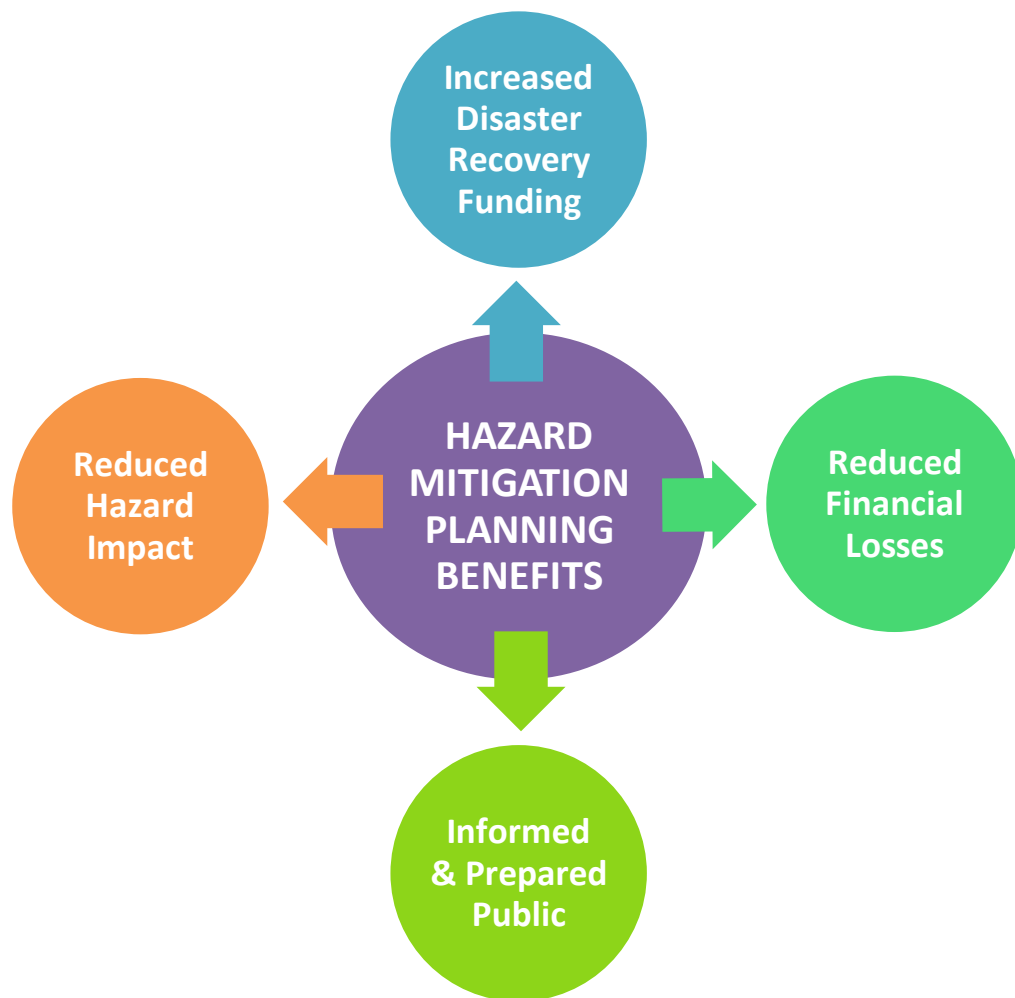 Increased
Disaster
Recovery
Funding
HAZARD
MITIGATION
PLANNING
BENEFITS
Reduced
Hazard
Impact
Reduced
Financial
Losses
Informed
& Prepared
Public